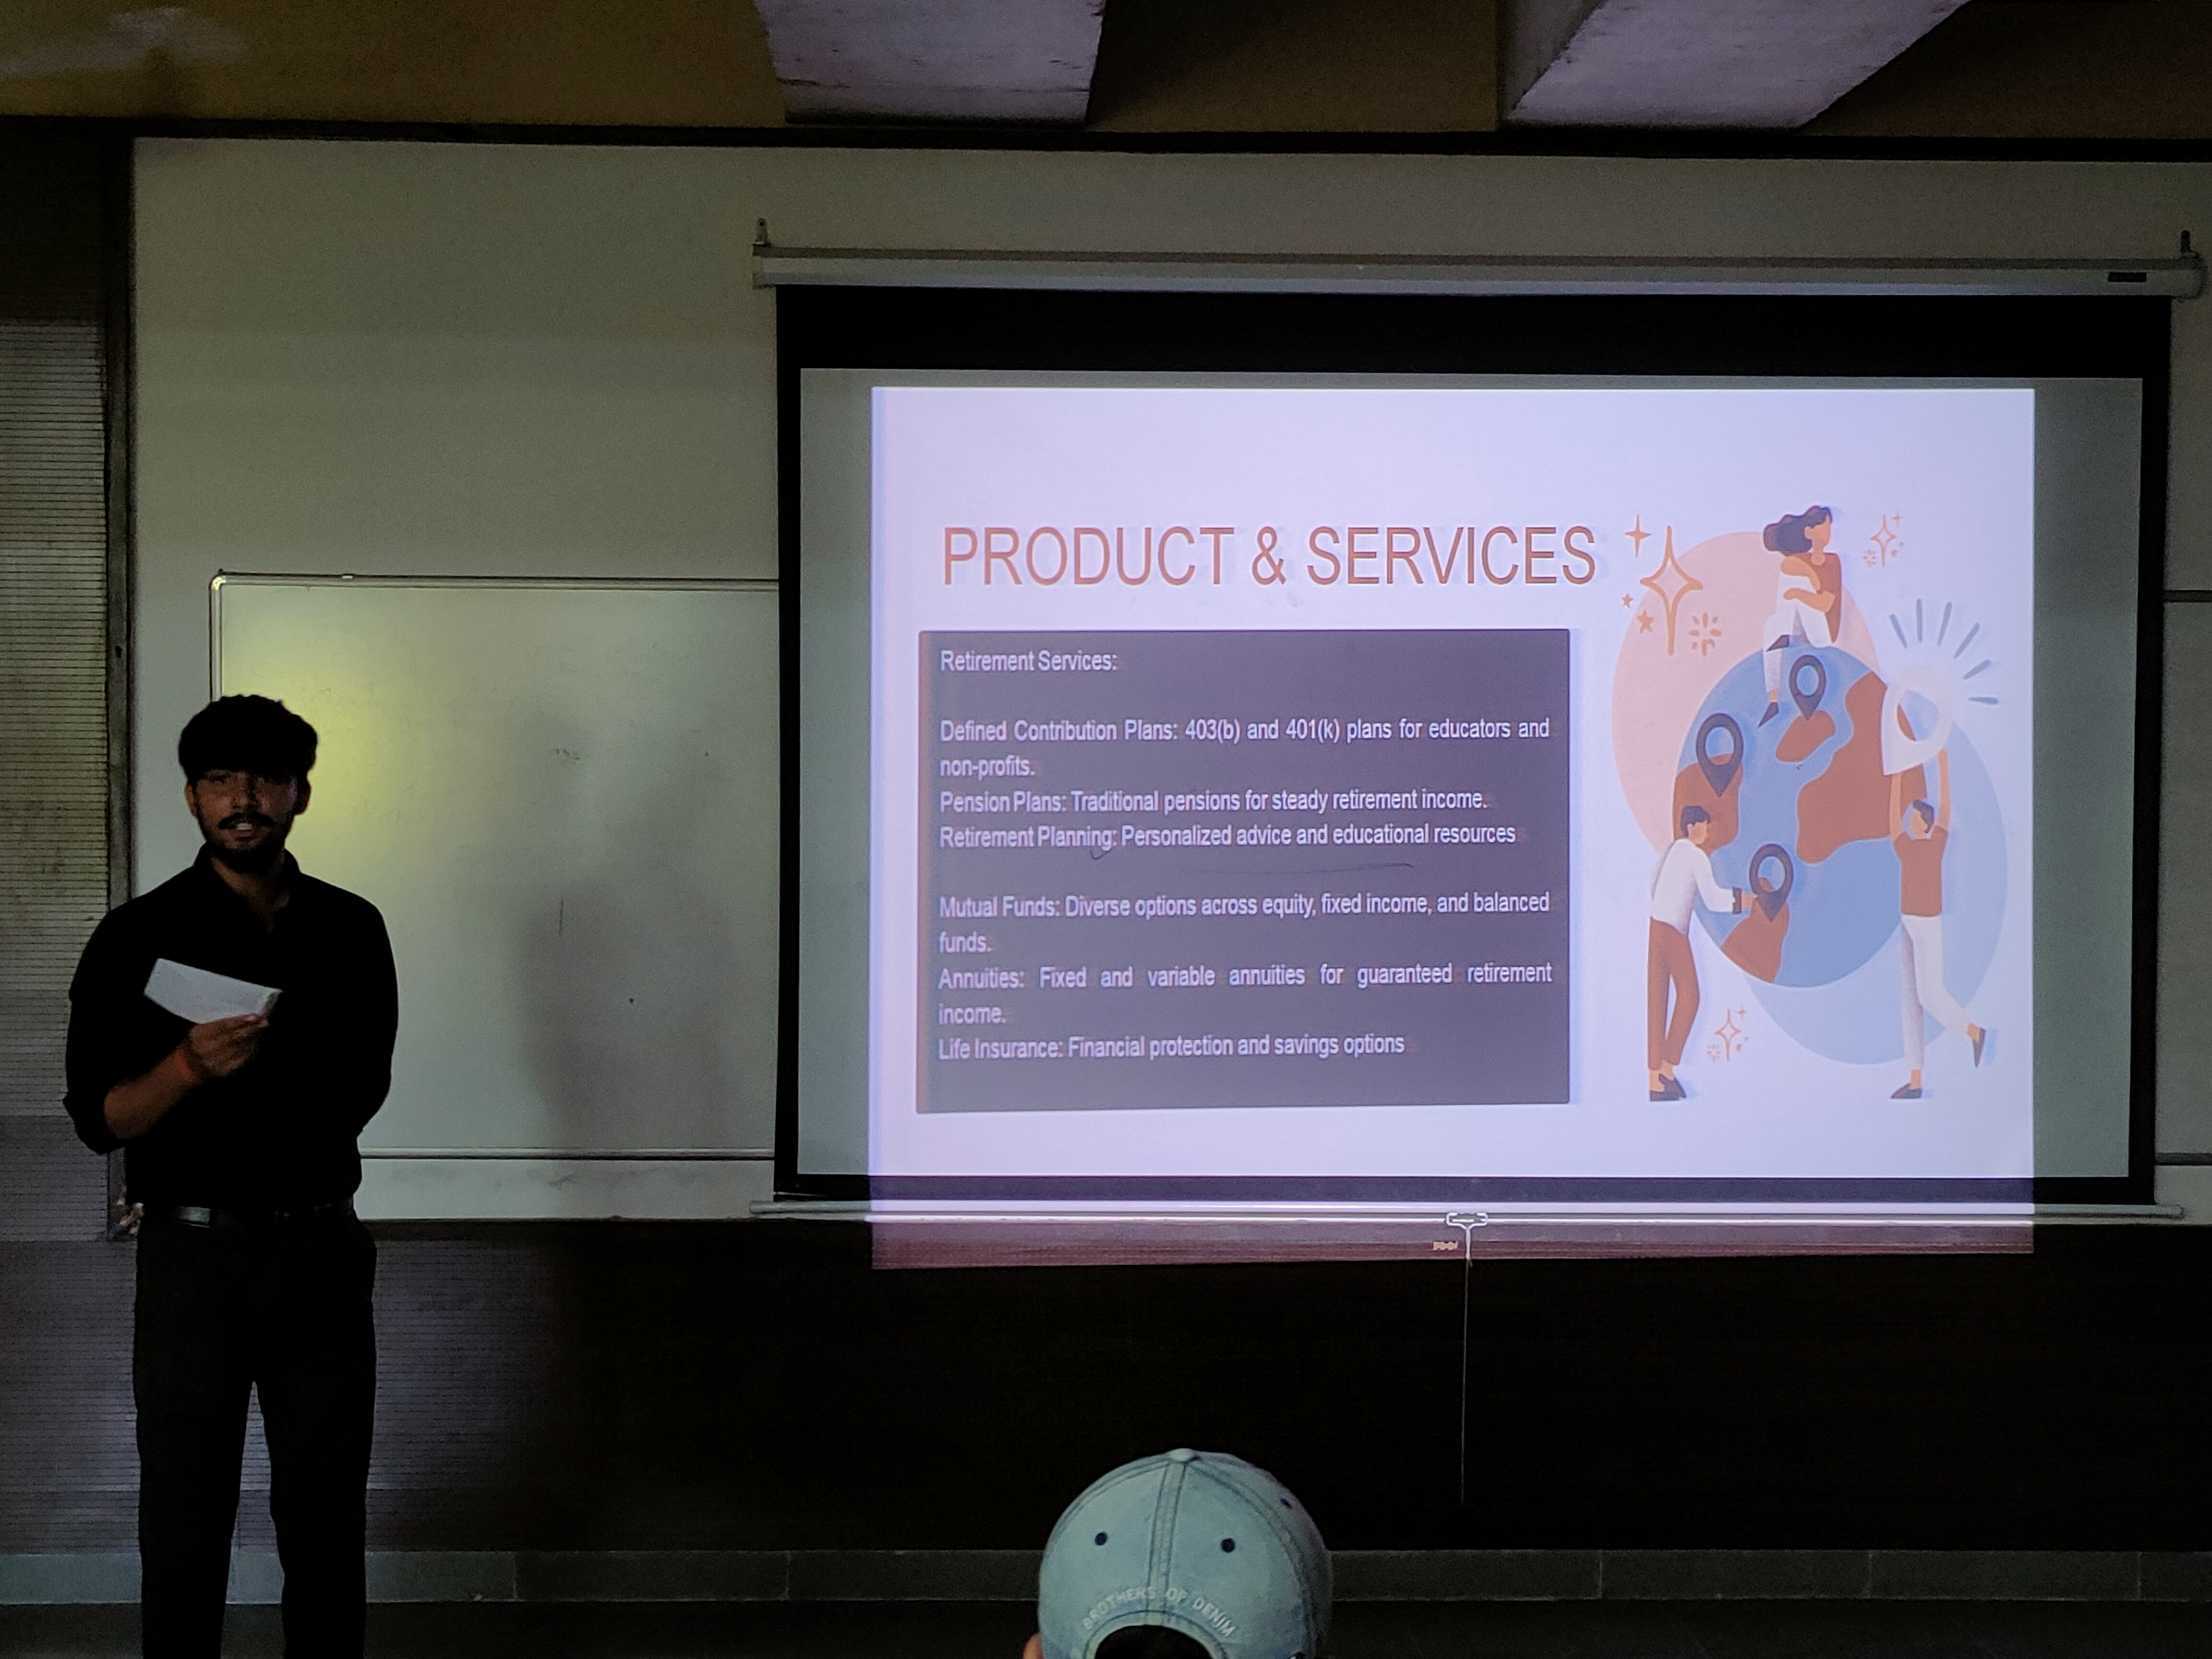 PRODUCT & SERVICES
Retirement Services:
Defined Contribution Plans: 403(b) and 401(k) plans for educators and
non-profits.
Pension Plans: Traditional pensions for steady retirement income.
Retirement Planning: Personalized advice and educational resources
Mutual Funds: Diverse options across equity, fixed income, and balanced
funds.
Annuities: Fixed and variable annuities for guaranteed retirement
income.
Life Insurance: Financial protection and savings options
BROTHERS OF DENIM